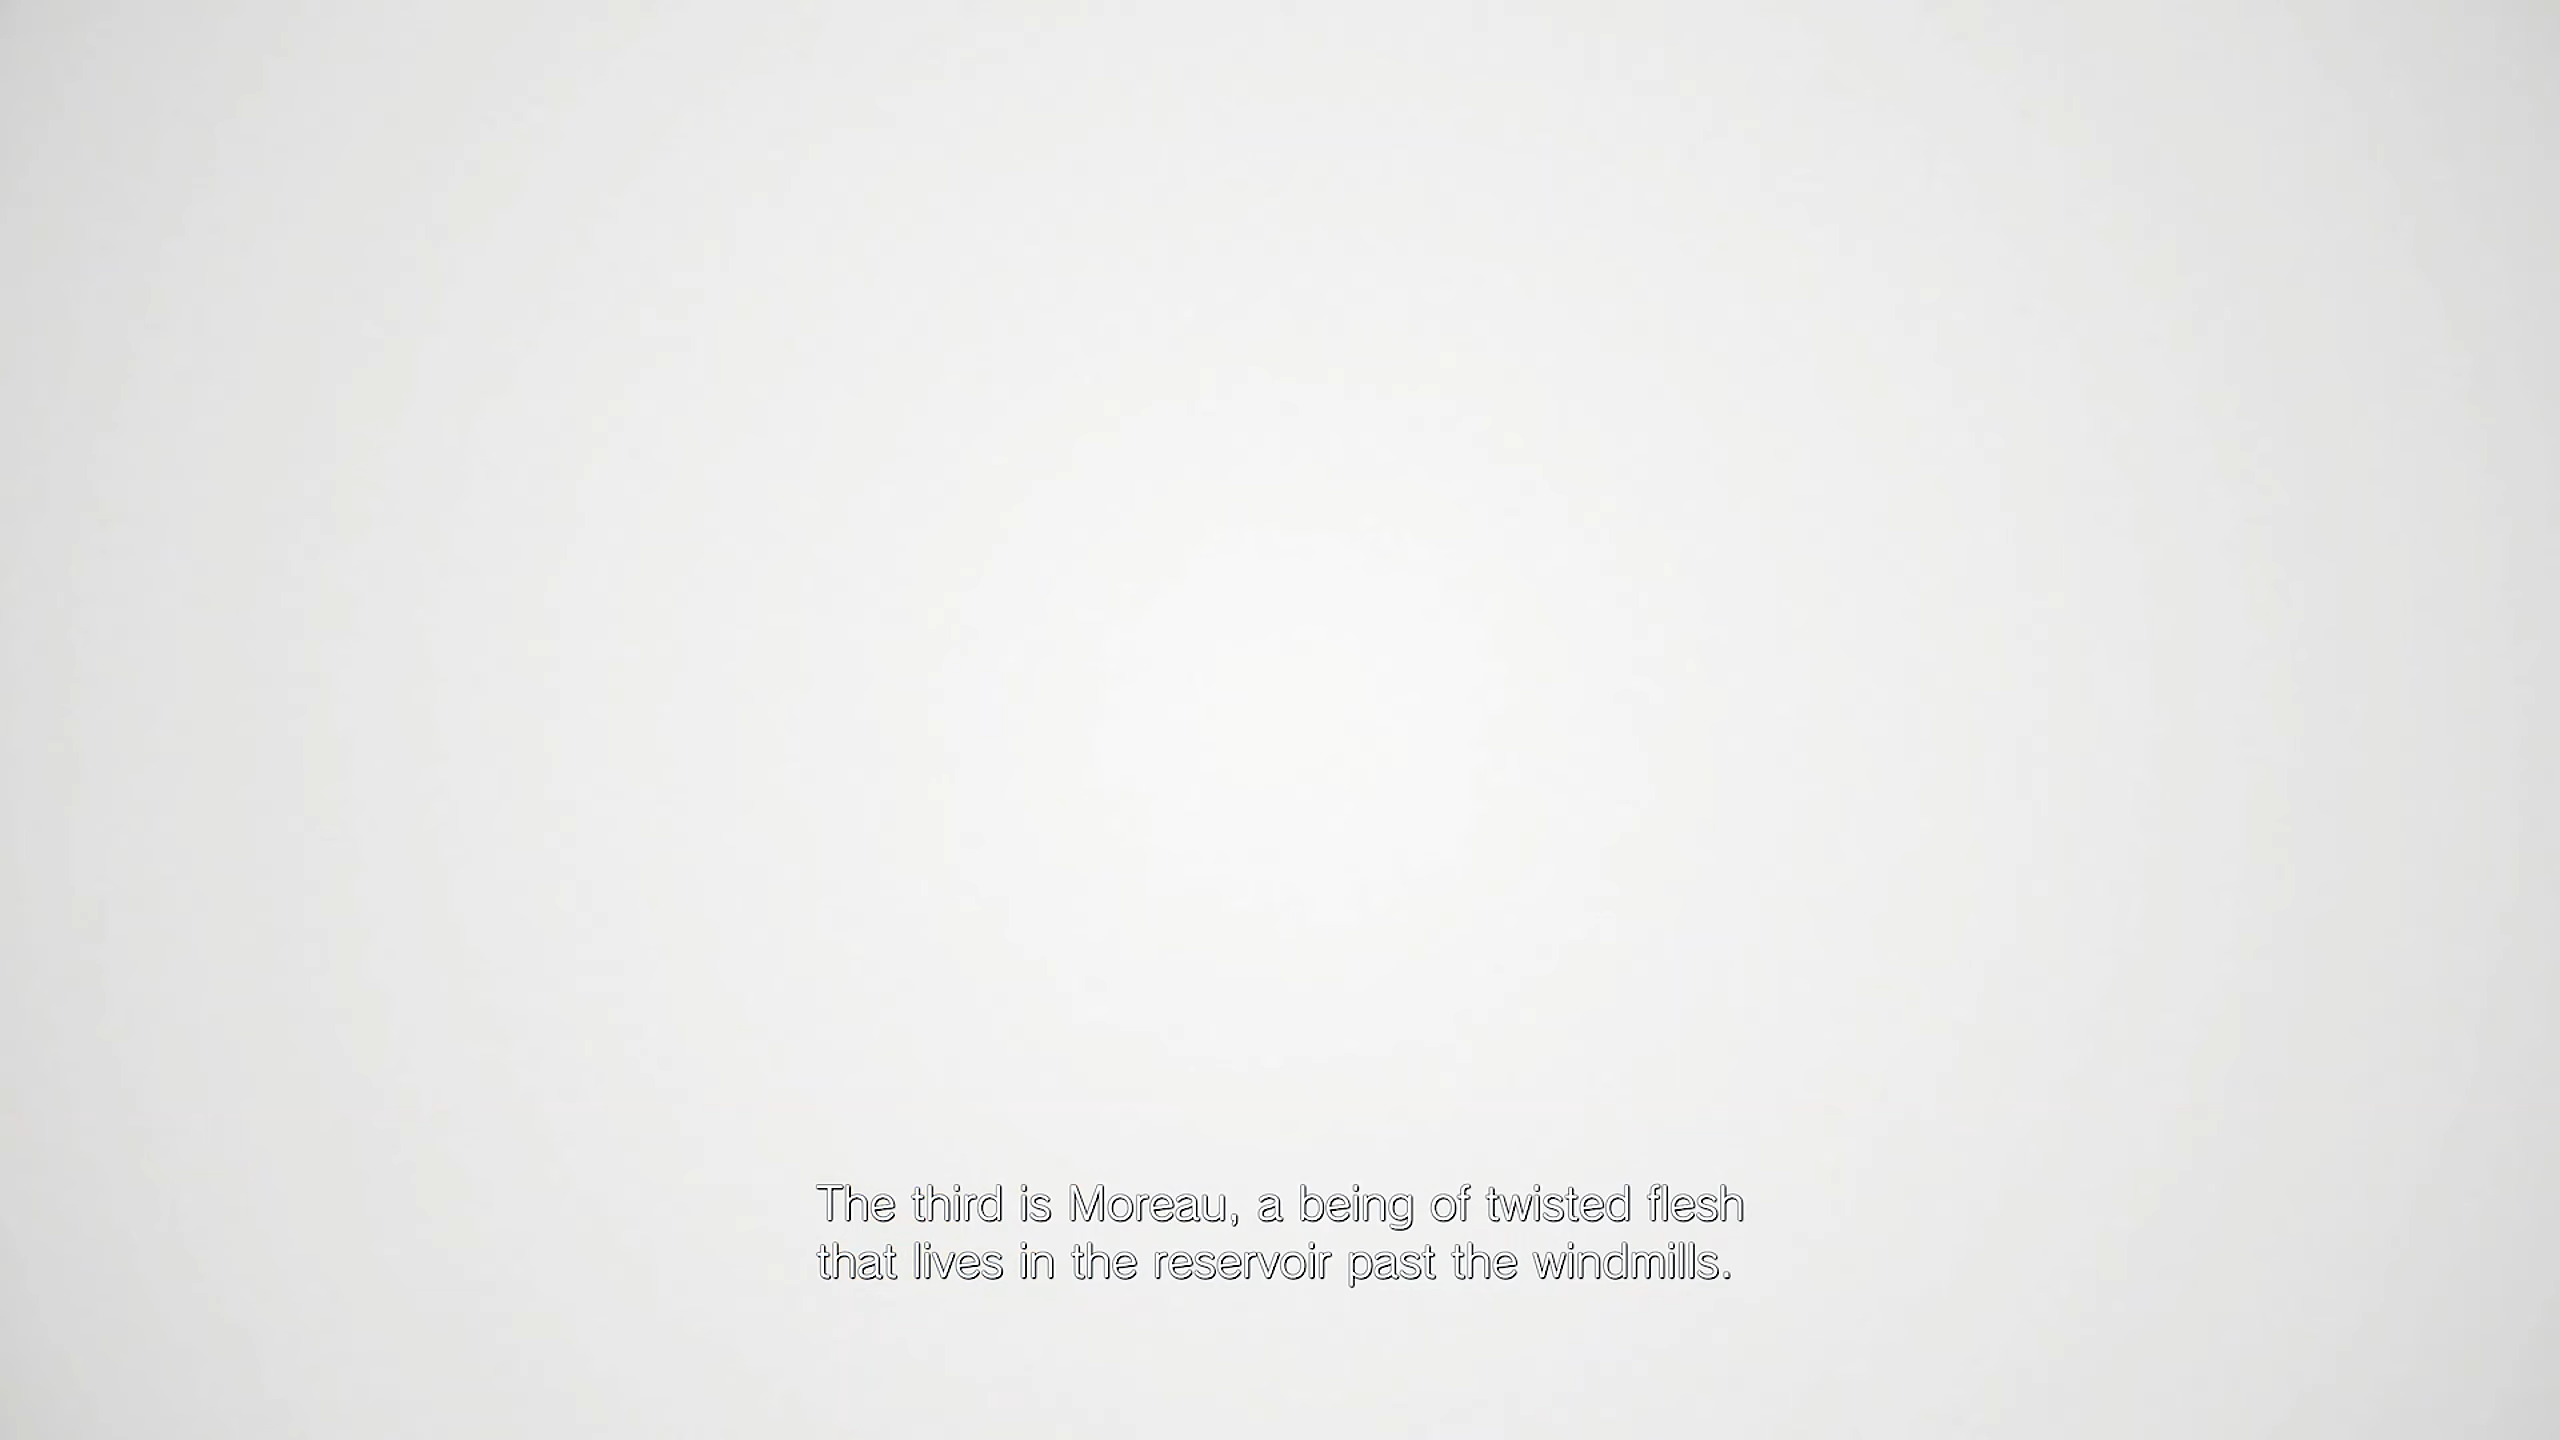 The third is Moreau, a being of twisted flesh
that lives in the reservoir past the windmills.